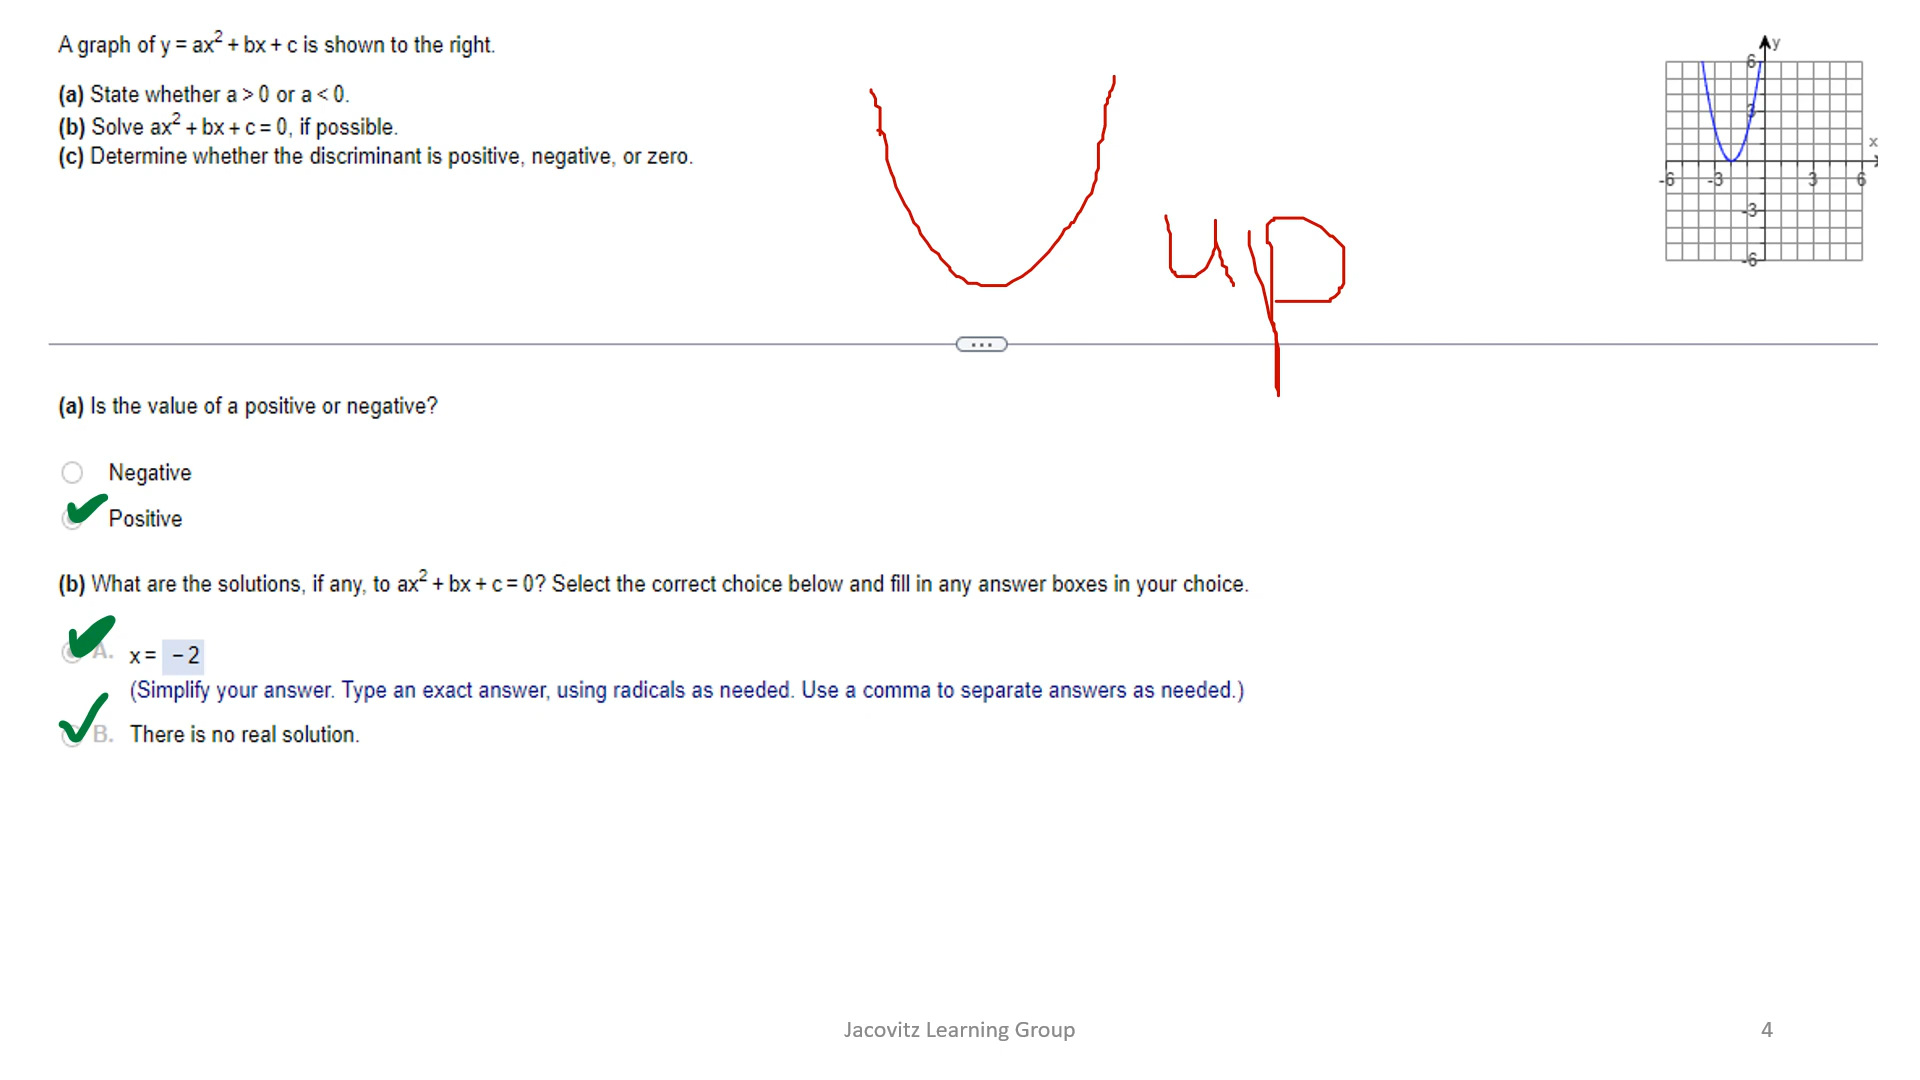 A graph of y = ax² + bx + c is shown to the right.
(a) State whether a > 0 or a < 0.
(b) Solve ax² + bx + c = 0, if possible.
(c) Determine whether the discriminant is positive, negative, or zero.
y
6
3
x
-6 -3 3 6
-3
-6
up
(a) Is the value of a positive or negative?
Negative
Positive
(b) What are the solutions, if any, to ax² + bx + c = 0? Select the correct choice below and fill in any answer boxes in your choice.
A. x = - 2
(Simplify your answer. Type an exact answer, using radicals as needed. Use a comma to separate answers as needed.)
B. There is no real solution.
Jacovitz Learning Group 4